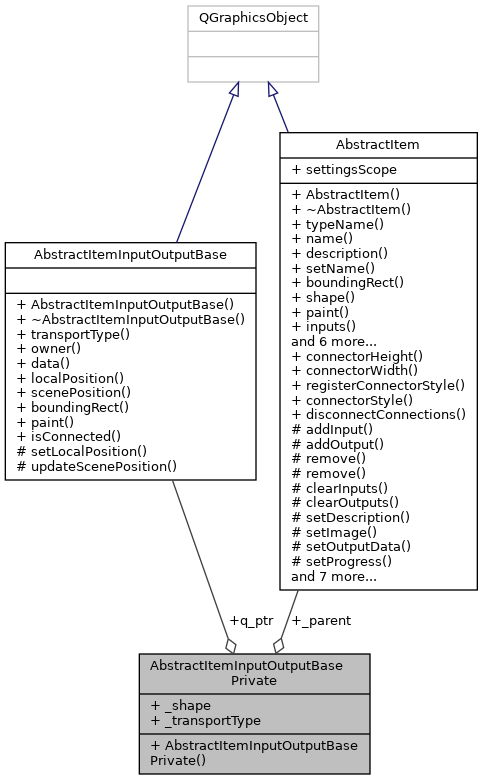 QGraphicsObject
AbstractItem
+ settingsScope
+ AbstractItem()
+ ~AbstractItem()
+ typeName()
+ name()
+ description()
+ setName()
+ boundingRect()
+ shape()
+ paint()
+ inputs()
and 6 more...
+ connectorHeight()
+ connectorWidth()
+ registerConnectorStyle()
+ connectorStyle()
+ disconnectConnections()
# addInput()
# addOutput()
# remove()
# remove()
# clearInputs()
# clearOutputs()
# setDescription()
# setImage()
# setOutputData()
# setProgress()
and 7 more...
AbstractItemInputOutputBase
+ AbstractItemInputOutputBase()
+ ~AbstractItemInputOutputBase()
+ transportType()
+ owner()
+ data()
+ localPosition()
+ scenePosition()
+ boundingRect()
+ paint()
+ isConnected()
# setLocalPosition()
# updateScenePosition()
+q_ptr
+_parent
AbstractItemInputOutputBase
Private
+ _shape
+ _transportType
+ AbstractItemInputOutputBase
Private()